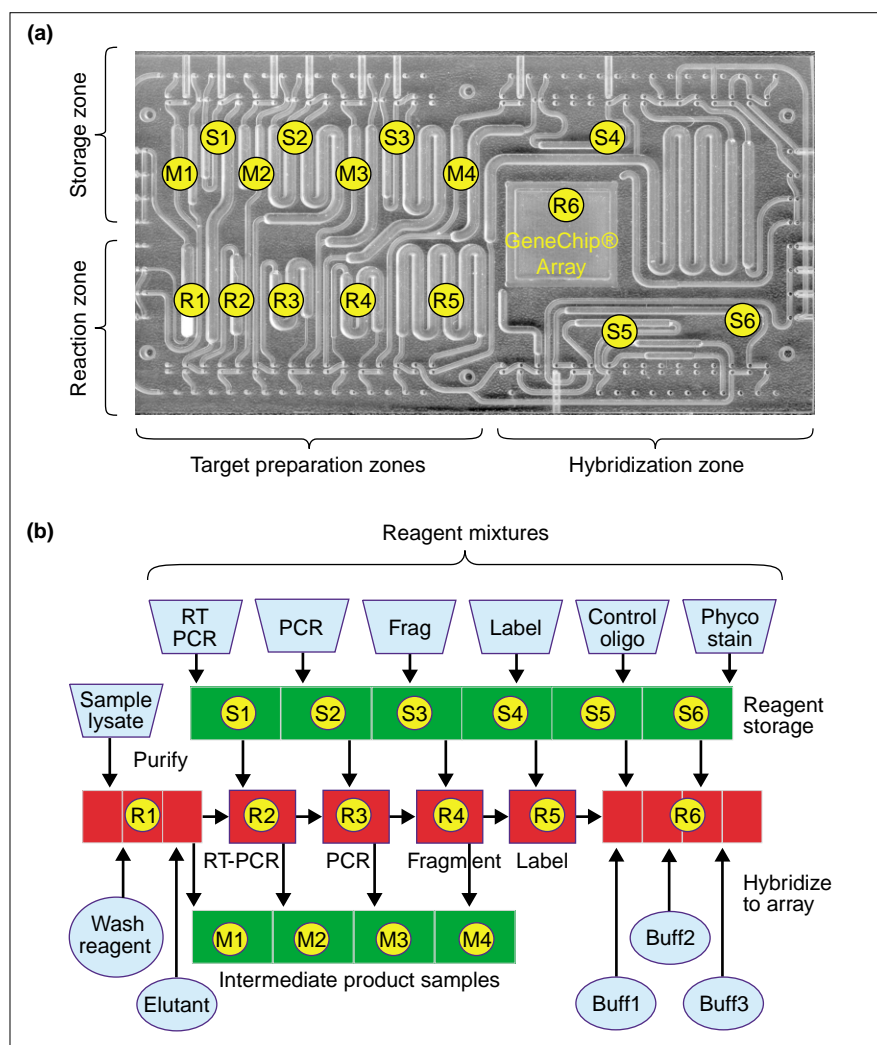 (a)
Storage zone
Reaction zone
S1
S2
S3
S4
M1
M2
M3
M4
R6
GeneChip®
Array
R1
R2
R3
R4
R5
S5
S6
Target preparation zones
Hybridization zone
(b)
Reagent mixtures
RT
PCR
PCR
Frag
Label
Control
oligo
Phyco
stain
Sample
lysate
S1
S2
S3
S4
S5
S6
Reagent
storage
Purify
R1
R2
R3
R4
R5
R6
RT-PCR
PCR
Fragment
Label
Hybridize
to array
Wash
reagent
M1
M2
M3
M4
Buff2
Intermediate product samples
Elutant
Buff1
Buff3